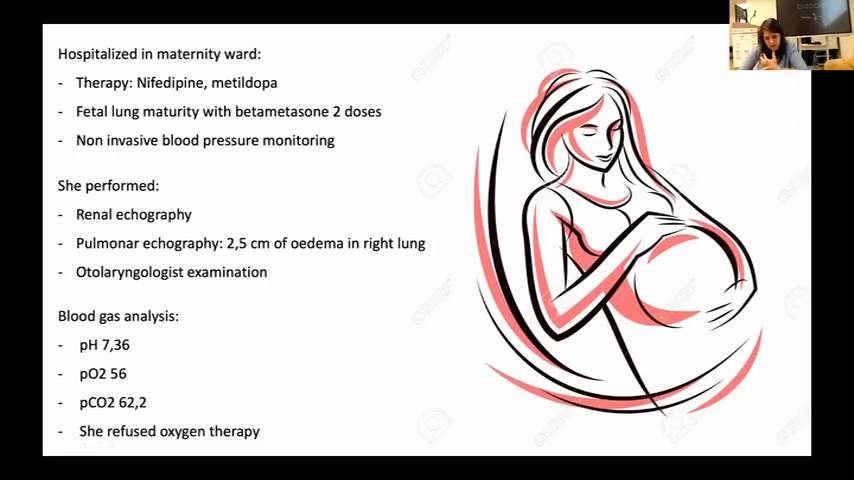 Hospitalized in maternity ward:
- Therapy: Nifedipine, metildopa
- Fetal lung maturity with betametasone 2 doses
- Non invasive blood pressure monitoring
She performed:
- Renal echography
- Pulmonar echography: 2,5 cm of oedema in right lung
- Otolaryngologist examination
Blood gas analysis:
- pH 7,36
- pO2 56
- pCO2 62,2
- She refused oxygen therapy